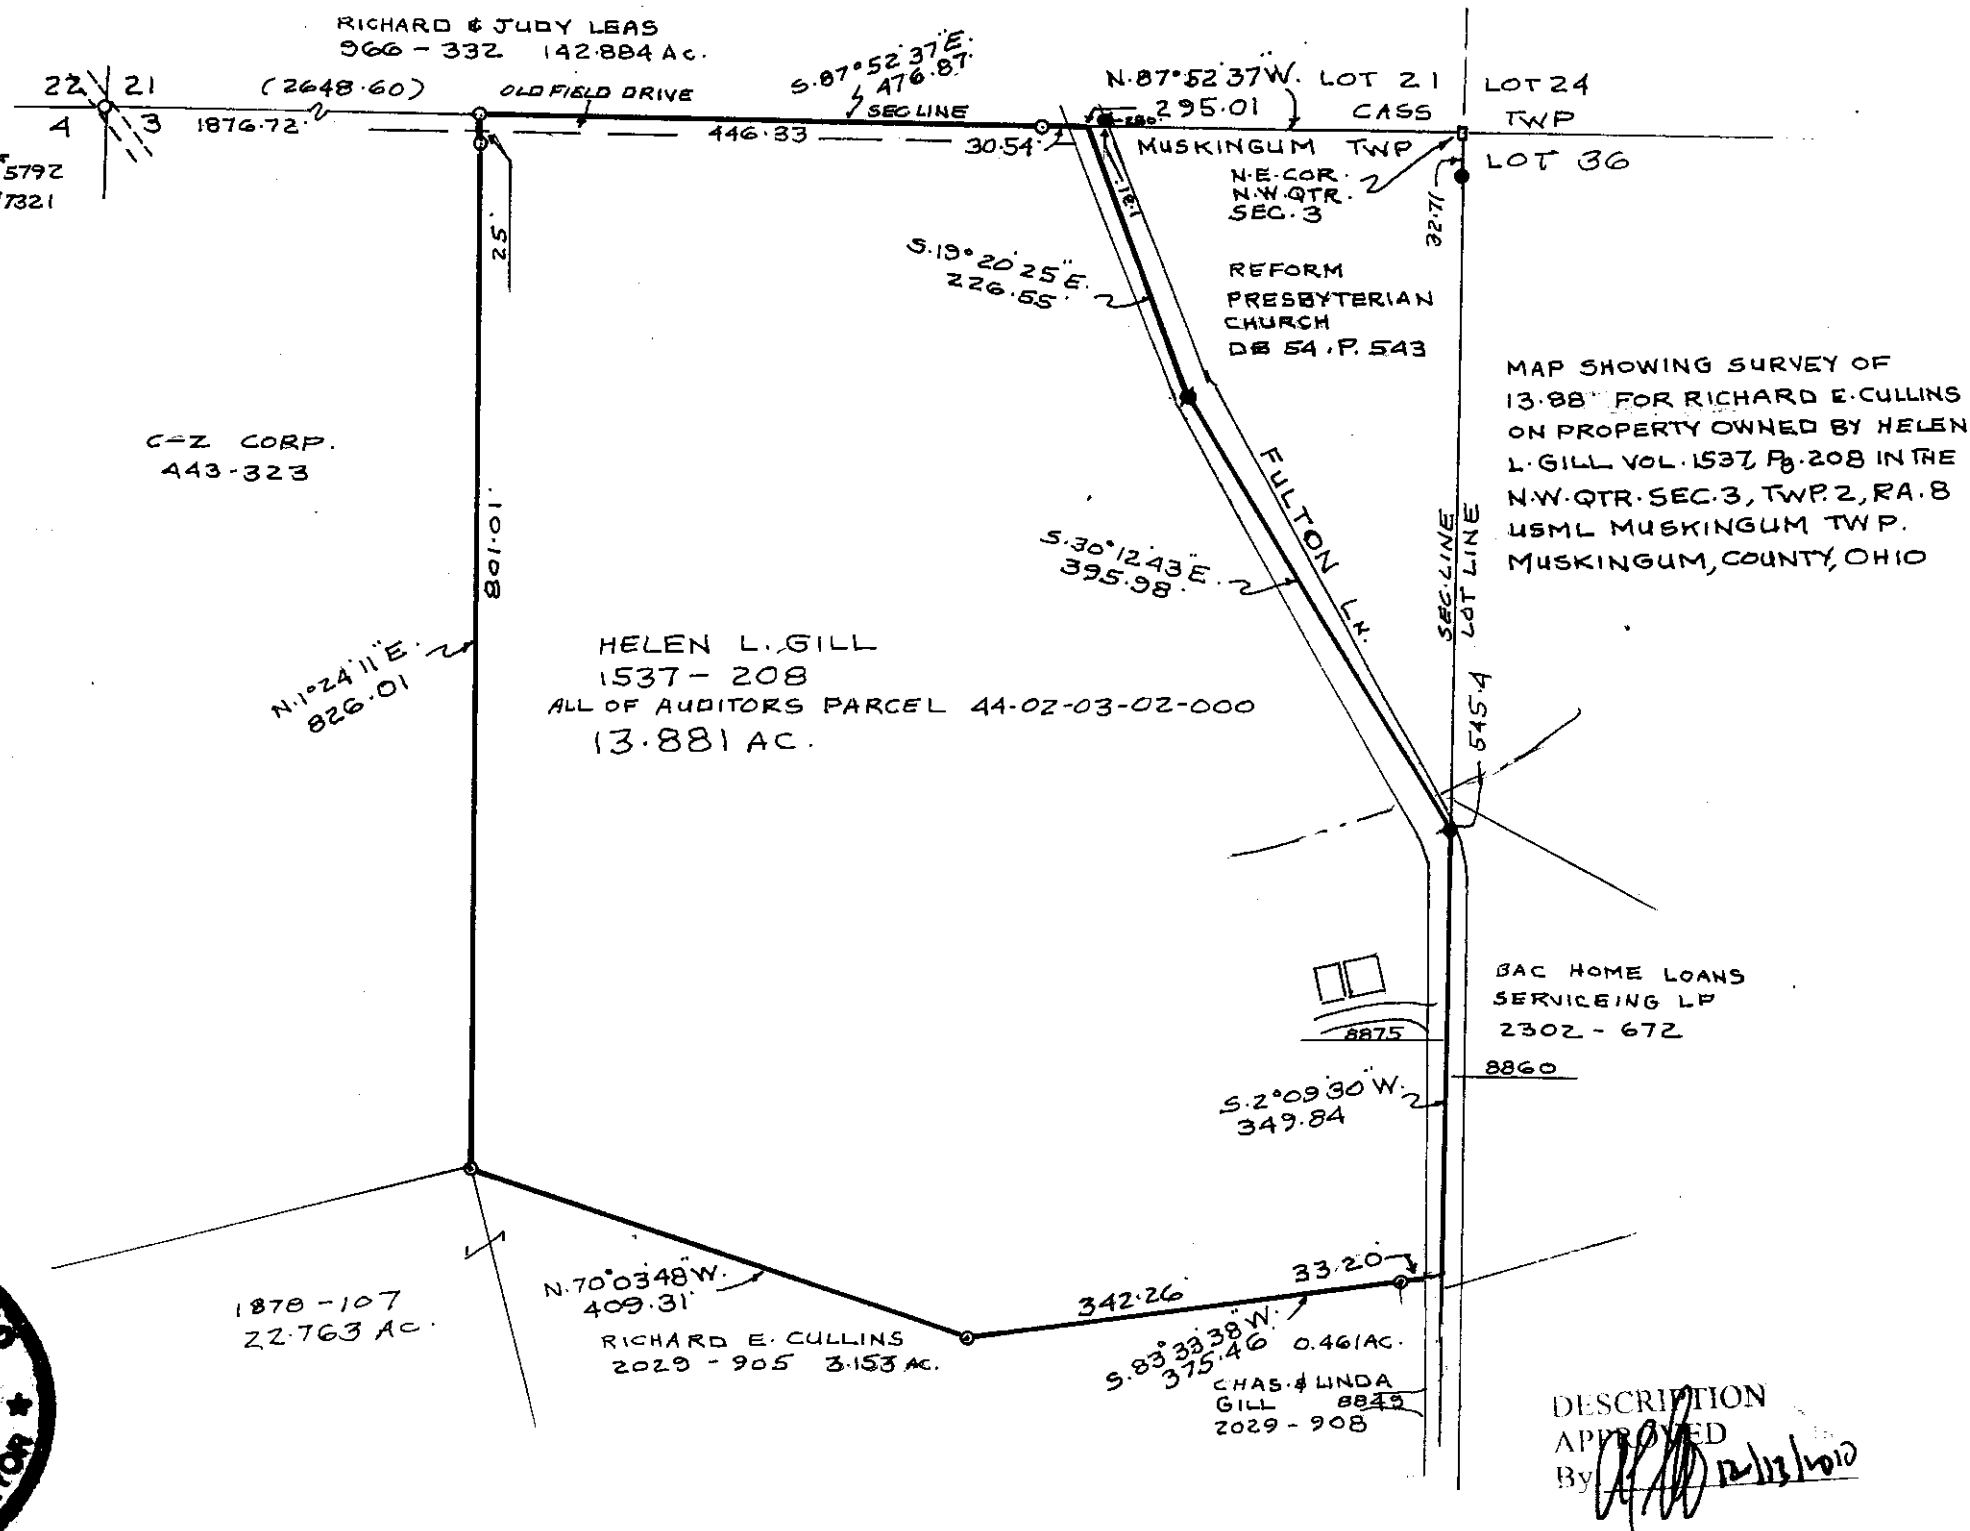 RICHARD & JUDY LEAS
966 - 332 142.884 Ac.
S.87°52'37"E.
476.87'
N.87°52'37"W.
295.01
LOT 21
LOT 24
CASS
TWP
22
21
4
3
(2648.60)
1876.72'
OLD FIELD DRIVE
SEC LINE
446.33
30.54'
MUSKINGUM TWP
LOT 36
N.E. COR.
N.W. QTR.
SEC. 3
32.71
5792
7321
25'
18.1
S.19°20'25"E.
226.55'
REFORM
PRESBYTERIAN
CHURCH
DB 54. P. 543
MAP SHOWING SURVEY OF
13.88" FOR RICHARD E. CULLINS
ON PROPERTY OWNED BY HELEN
L. GILL VOL. 1537, Pg. 208 IN THE
N.W. QTR. SEC. 3, TWP. 2, RA. 8
USML MUSKINGUM TWP.
MUSKINGUM, COUNTY, OHIO
C-Z CORP.
443-323
801.01'
FULTON LN.
S.30°12'43"E.
395.98'
SEC. LINE
LOT LINE
545.4
N.1°24'11"E.
826.01
HELEN L. GILL
1537 - 208
ALL OF AUDITORS PARCEL 44-02-03-02-000
13.881 AC.
BAC HOME LOANS
SERVICEING LP
2302 - 672
8875
8860
S.2°09'30"W.
349.84
N.70°03'48"W.
409.31'
33.20'
342.26'
S.83°33'38"W.
375.46
0.461 AC.
1878 - 107
22.763 AC.
RICHARD E. CULLINS
2029 - 905 3.153 AC.
CHAS. & LINDA
GILL 8849
2029 - 908
DESCRIPTION
APPROVED
By 12/13/2010